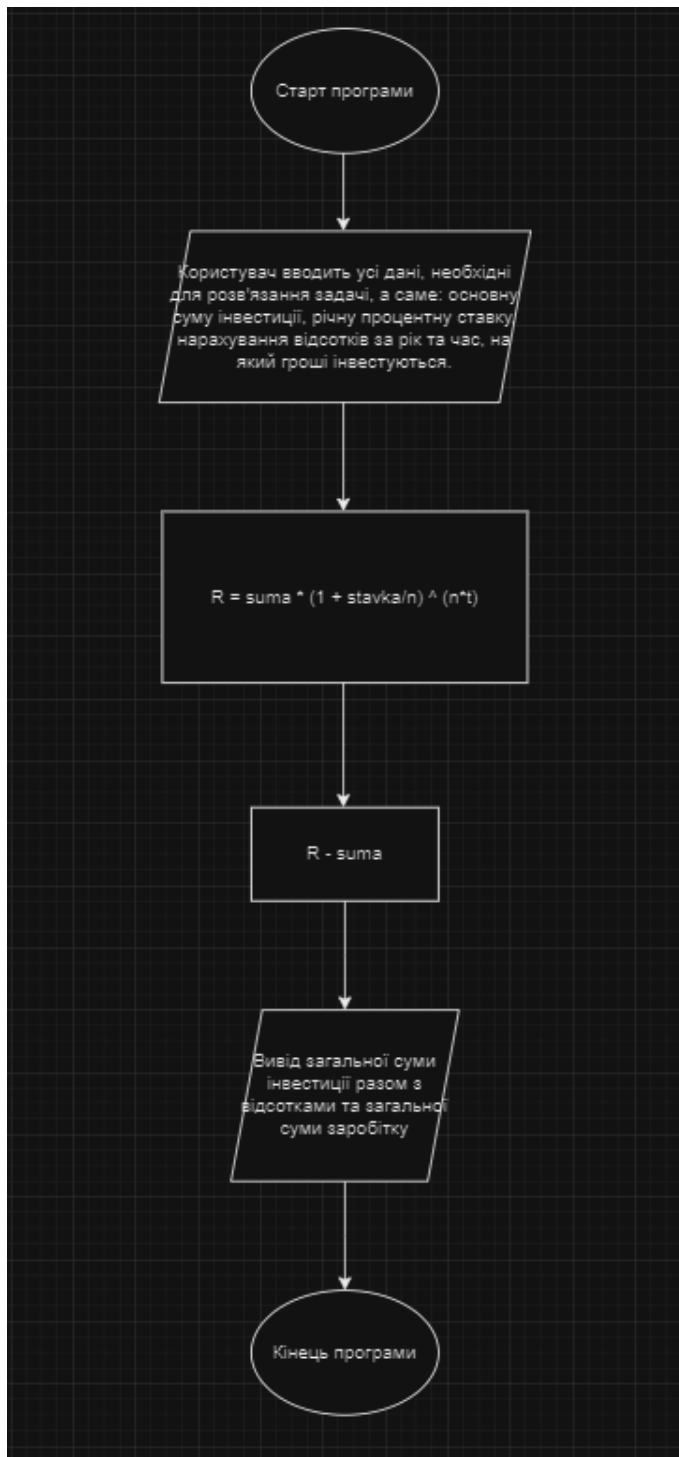 Старт програми
Користувач вводить усі дані, необхідні
для розв'язання задачі, а саме: основну
суму інвестиції, річну процентну ставку,
нарахування відсотків за рік та час, на
який гроші інвестуються.
R = suma * (1 + stavka/n) ^ (n*t)
R - suma
Вивід загальної суми
інвестиції разом з
відсотками та загальної
суми заробітку
Кінець програми